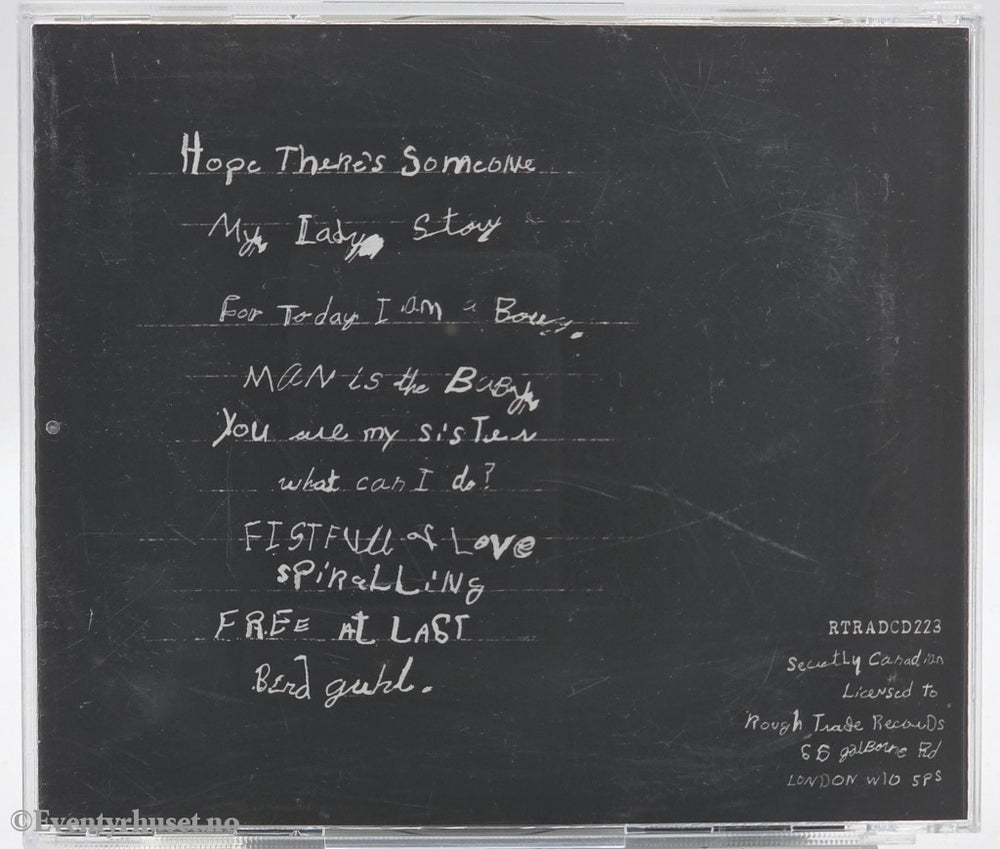 Hope There's Someone
My Lady Story
For Today I am a Boy.
MAN is the Baby
You are my sister
what can I do?
FISTFUll of LOVE
SPIRaLLiNg
FREE at LAST
Bird guhl.
RTRADCD223
Secretly Canadian
Licensed to
Rough Trade Records
66 golborne Rd
LONDON W10 5PS
©Eventyrhuset.no